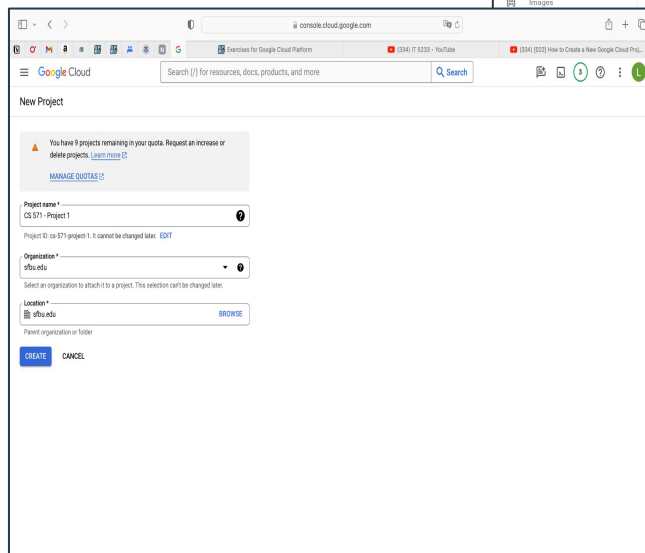 Images
console.cloud.google.com
Exercises for Google Cloud Platform
(334) IT 5233 - YouTube
(334) [022] How to Create a New Google Cloud Proj...
Google Cloud
Search (/) for resources, docs, products, and more
Search
3
L
New Project
You have 9 projects remaining in your quota. Request an increase or
delete projects. Learn more
MANAGE QUOTAS
Project name *
CS 571 - Project 1
Project ID: cs-571-project-1. It cannot be changed later. EDIT
Organization *
sfbu.edu
Select an organization to attach it to a project. This selection can't be changed later.
Location *
sfbu.edu
BROWSE
Parent organization or folder
CREATE
CANCEL